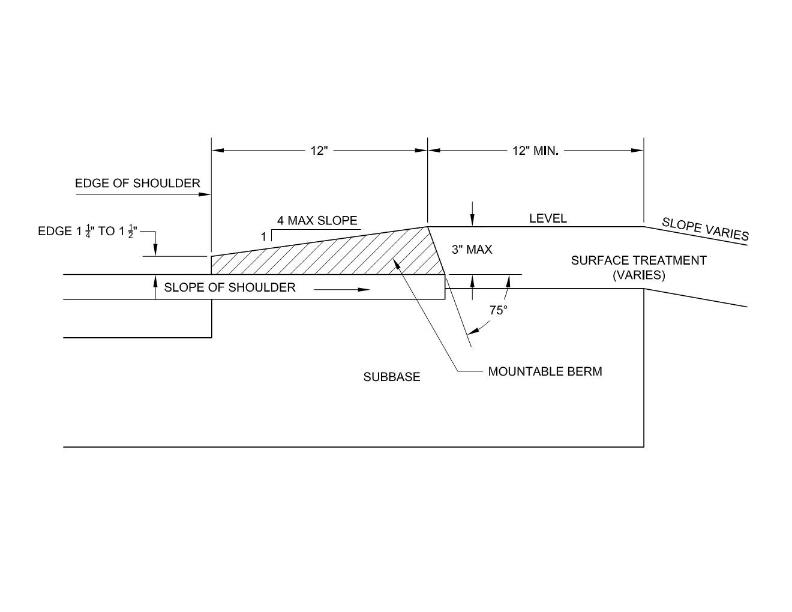 12" 12" MIN.
EDGE OF SHOULDER
4 MAX SLOPE
1
LEVEL
SLOPE VARIES
EDGE 1 1/4" TO 1 1/2"
3" MAX
SURFACE TREATMENT
(VARIES)
SLOPE OF SHOULDER
75°
SUBBASE
MOUNTABLE BERM